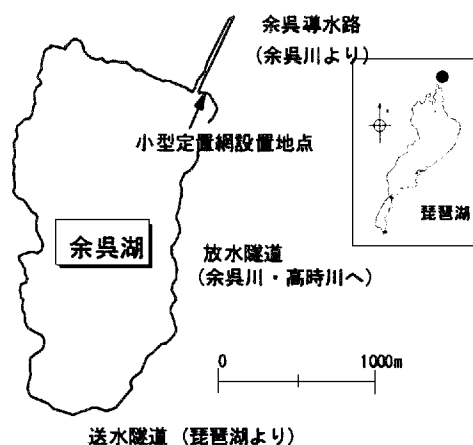 余呉導水路
(余呉川より)
小型定置網設置地点
琵琶湖
余呉湖
放水隧道
(余呉川・高時川へ)
0 1000m
送水隧道 (琵琶湖より)